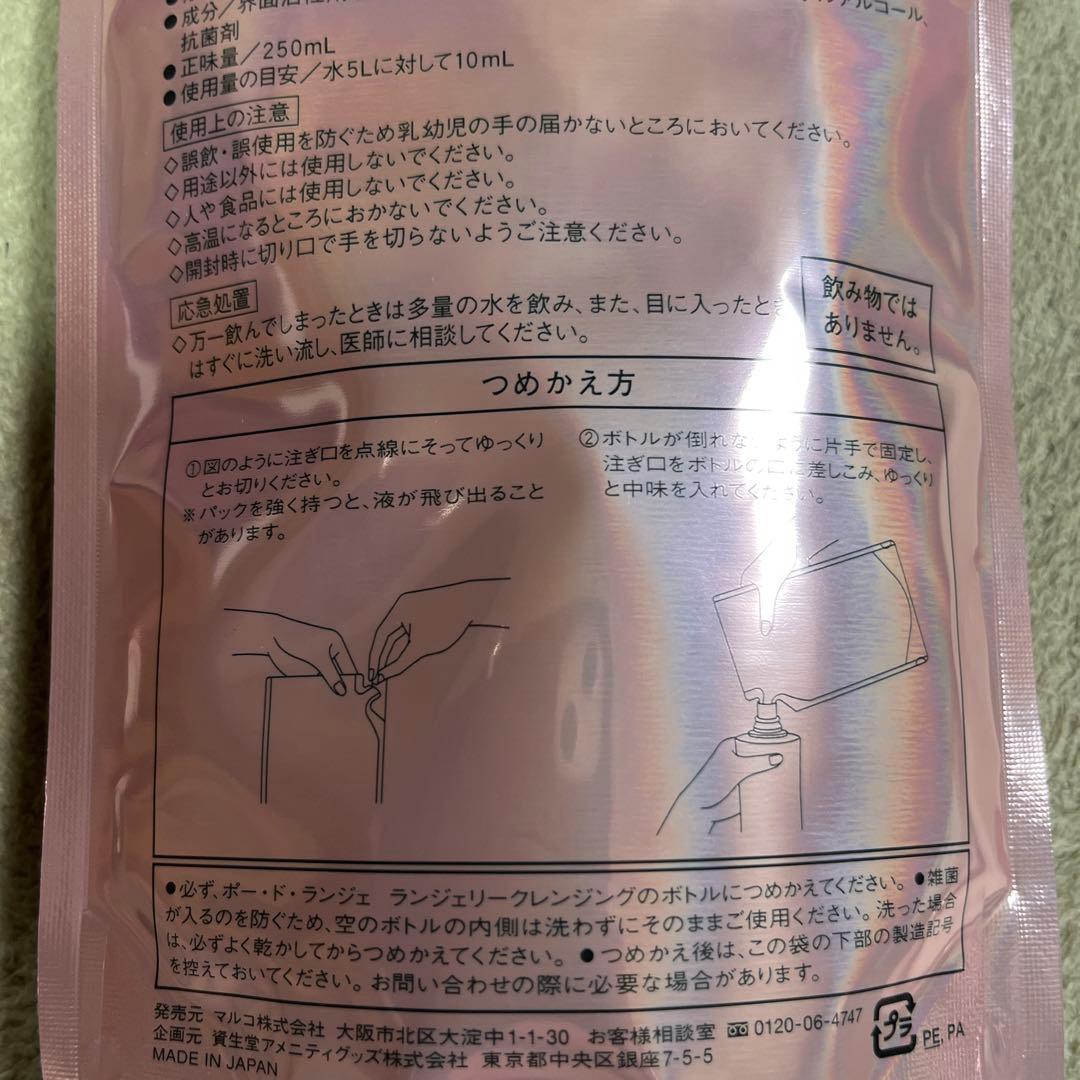 ●成分／界面活性剤 アルコール、
抗菌剤
●正味量／250mL
●使用量の目安／水5Lに対して10mL
使用上の注意
◇誤飲・誤使用を防ぐため乳幼児の手の届かないところにおいてください。
◇用途以外には使用しないでください。
◇人や食品には使用しないでください。
◇高温になるところにおかないでください。
◇開封時に切り口で手を切らないようご注意ください。
応急処置
◇万一飲んでしまったときは多量の水を飲み、また、目に入ったとき
はすぐに洗い流し、医師に相談してください。
飲み物では
ありません。
つめかえ方
①図のように注ぎ口を点線にそってゆっくり
とお切りください。
※パックを強く持つと、液が飛び出ること
があります。
②ボトルが倒れないように片手で固定し、
注ぎ口をボトルの口に差しこみ、ゆっくり
と中味を入れてください。
●必ず、ボー・ド・ランジェ ランジェリークレンジングのボトルにつめかえてください。●雑菌
が入るのを防ぐため、空のボトルの内側は洗わずにそのままご使用ください。洗った場合
は、必ずよく乾かしてからつめかえてください。●つめかえ後は、この袋の下部の製造記号
を控えておいてください。お問い合わせの際に必要な場合があります。
発売元 マルコ株式会社 大阪市北区大淀中1-1-30 お客様相談室 0120-06-4747
企画元 資生堂アメニティグッズ株式会社 東京都中央区銀座7-5-5
MADE IN JAPAN
プラ
PE, PA